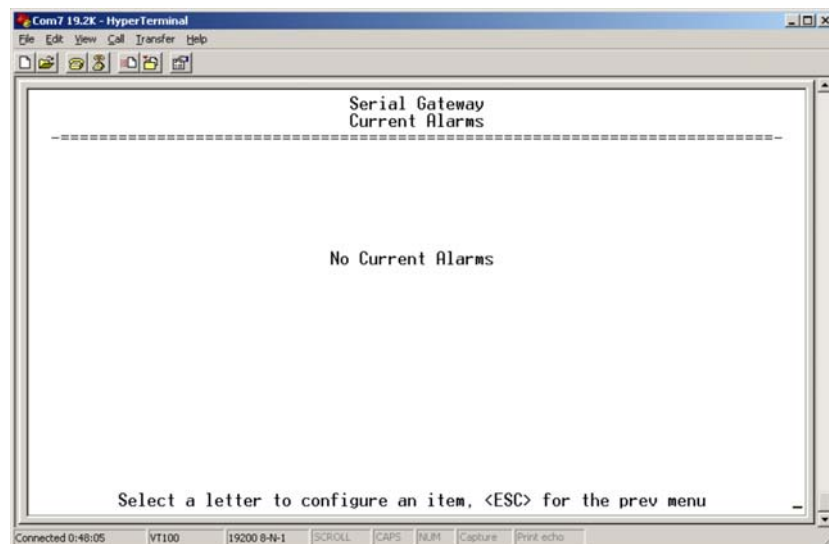 Com7 19.2K - HyperTerminal
File Edit View Call Transfer Help
Serial Gateway
Current Alarms
-==========================================================================-
No Current Alarms
Select a letter to configure an item, <ESC> for the prev menu
Connected 0:48:05 VT100 19200 8-N-1 SCROLL CAPS NUM Capture Print echo